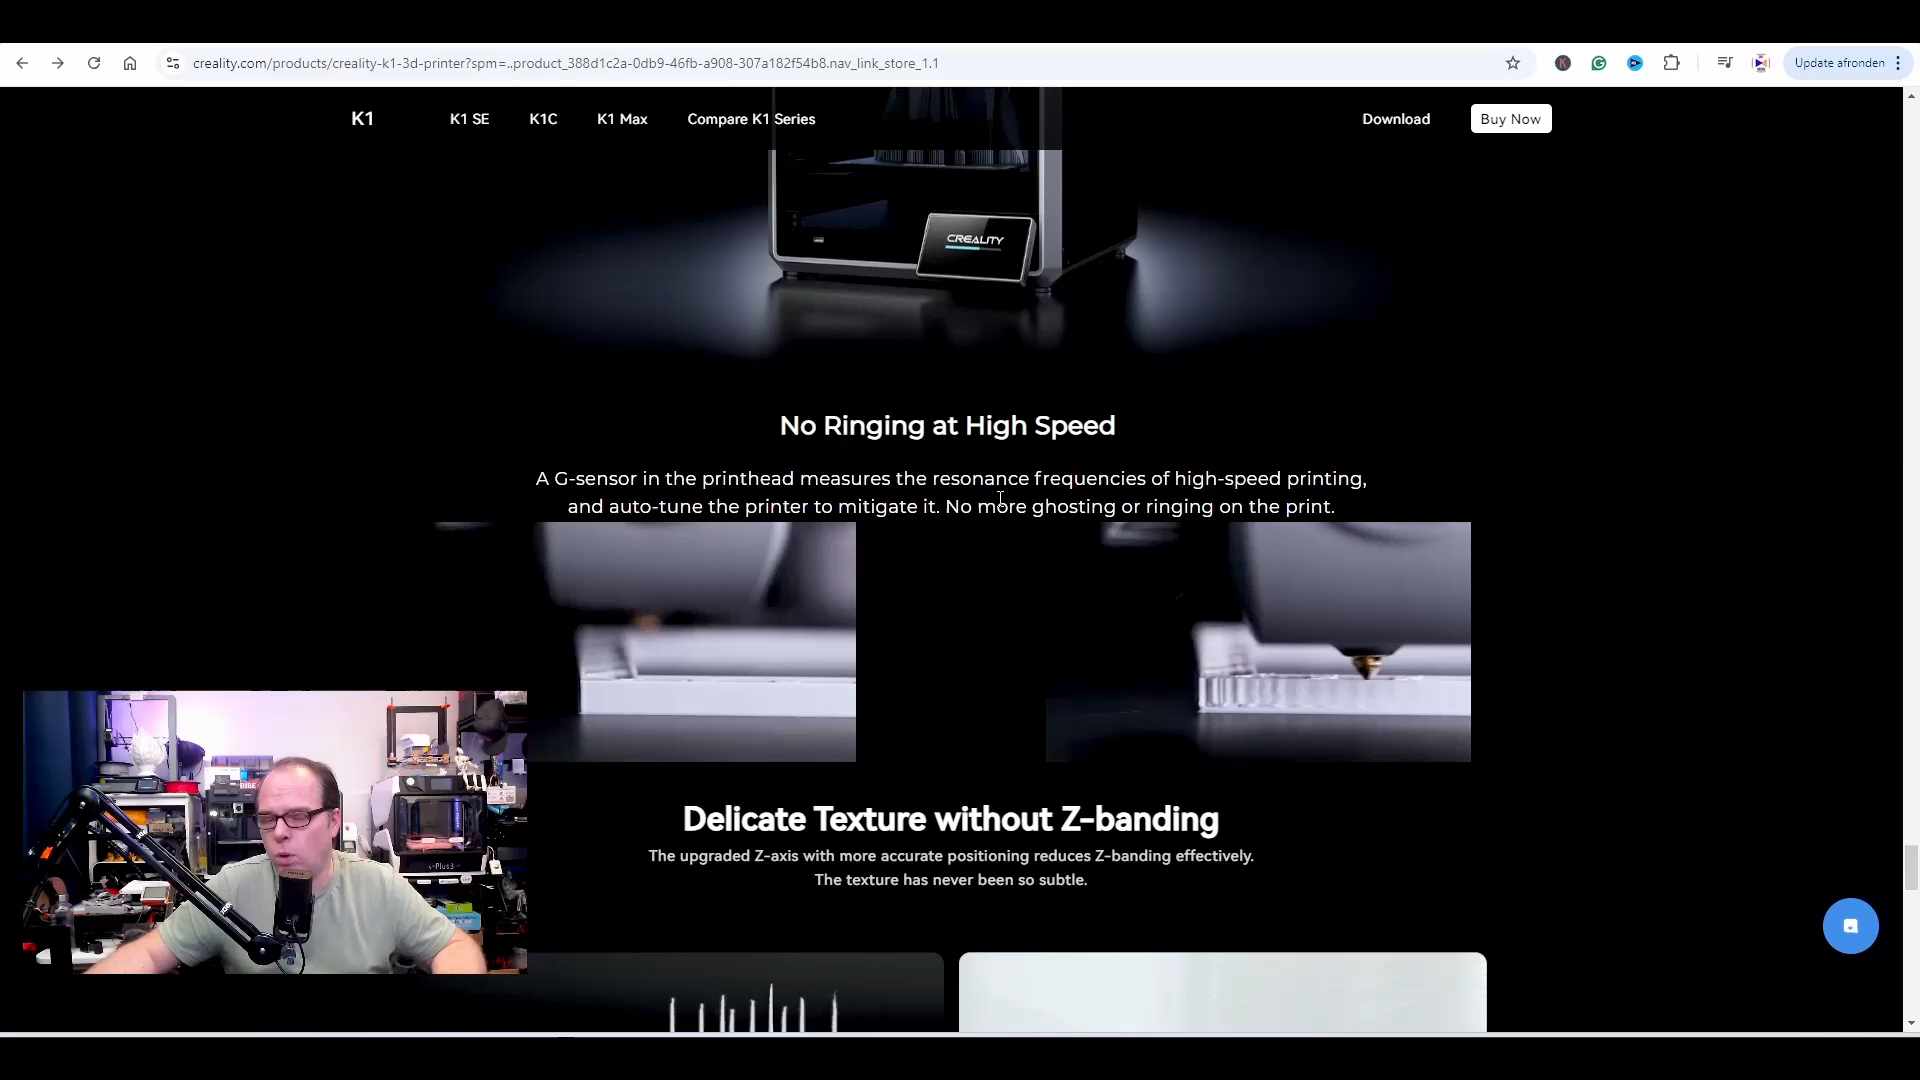 creality.com/products/creality-k1-3d-printer?spm=..product_388d1c2a-0db9-46fb-a908-307a182f54b8.nav_link_store_1.1
Update afronden
K1
K1 SE
K1C
K1 Max
Compare K1 Series
Download
Buy Now
CREALITY
No Ringing at High Speed
A G-sensor in the printhead measures the resonance frequencies of high-speed printing,
and auto-tune the printer to mitigate it. No more ghosting or ringing on the print.
Delicate Texture without Z-banding
The upgraded Z-axis with more accurate positioning reduces Z-banding effectively.
The texture has never been so subtle.